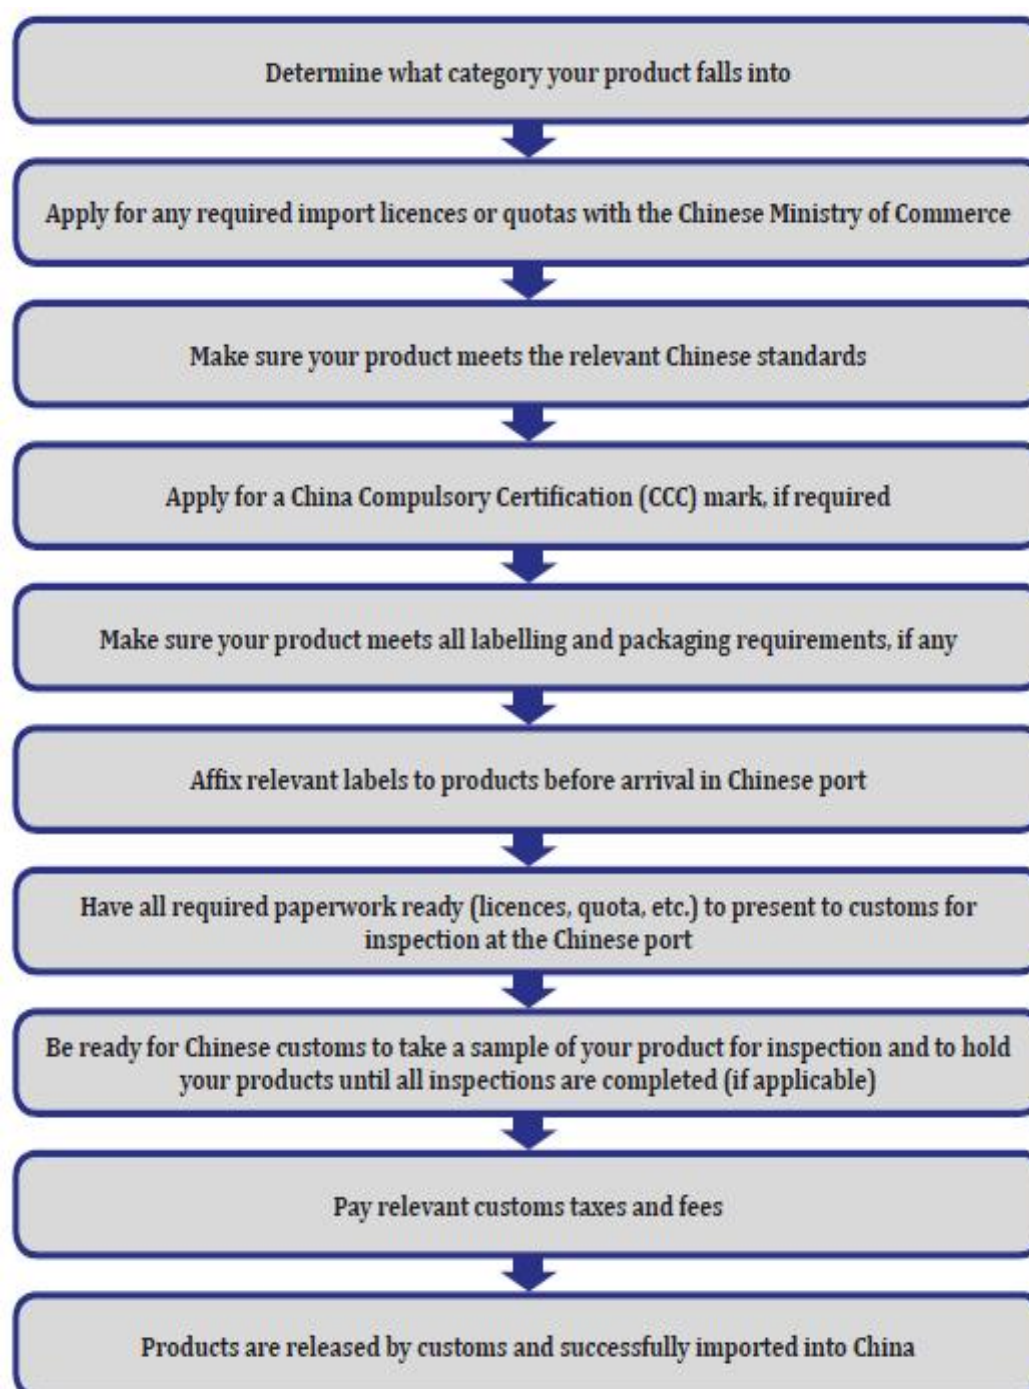 Determine what category your product falls into
Apply for any required import licences or quotas with the Chinese Ministry of Commerce
Make sure your product meets the relevant Chinese standards
Apply for a China Compulsory Certification (CCC) mark, if required
Make sure your product meets all labelling and packaging requirements, if any
Affix relevant labels to products before arrival in Chinese port
Have all required paperwork ready (licences, quota, etc.) to present to customs for
inspection at the Chinese port
Be ready for Chinese customs to take a sample of your product for inspection and to hold
your products until all inspections are completed (if applicable)
Pay relevant customs taxes and fees
Products are released by customs and successfully imported into China